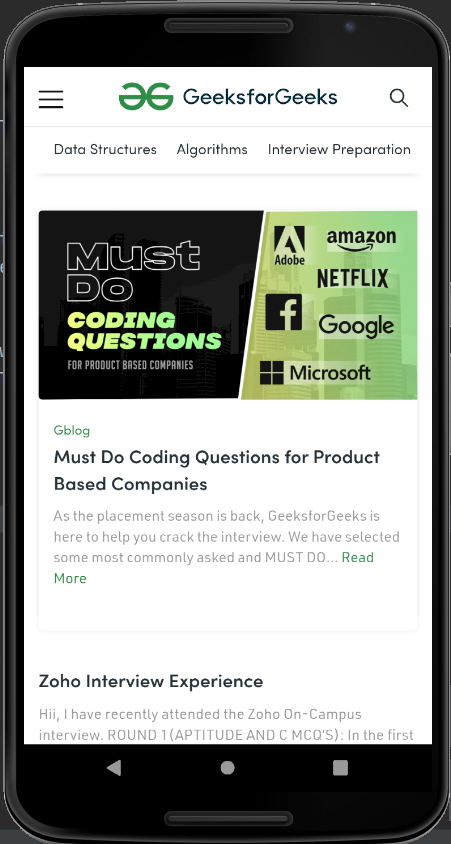 GeeksforGeeks
Data Structures Algorithms Interview Preparation
Must
Do
CODING
QUESTIONS
FOR PRODUCT BASED COMPANIES
Adobe
amazon
NETFLIX
Google
Microsoft
Gblog
Must Do Coding Questions for Product
Based Companies
As the placement season is back, GeeksforGeeks is
here to help you crack the interview. We have selected
some most commonly asked and MUST DO... Read
More
Zoho Interview Experience
Hii, I have recently attended the Zoho On-Campus
interview. ROUND 1 (APTITUDE AND C MCQ'S): In the first